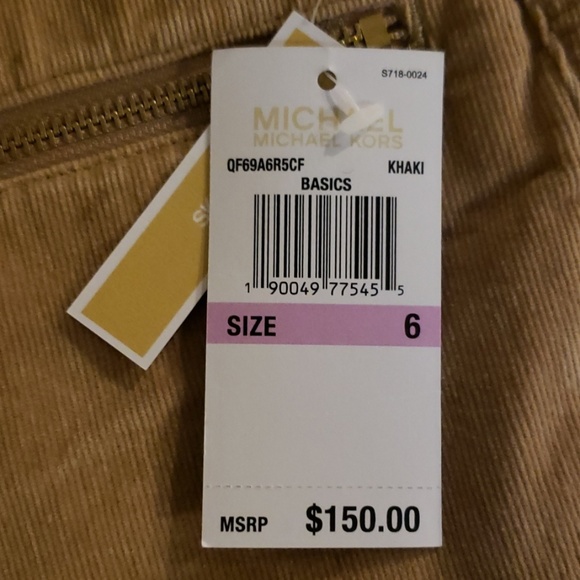 S718-0024
MICHAEL
MICHAEL KORS
QF69A6R5CF KHAKI
BASICS
1 90049 77545 5
SIZE 6
MSRP $150.00